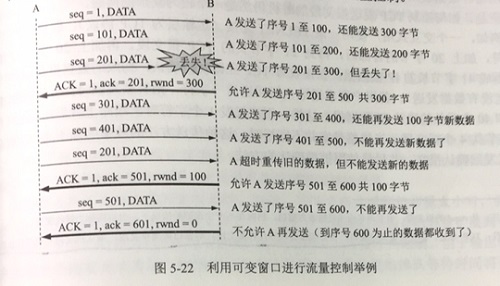 A B
seq = 1, DATA A 发送了序号 1 至 100，还能发送 300 字节
seq = 101, DATA A 发送了序号 101 至 200，还能发送 200 字节
seq = 201, DATA 丢失！ A 发送了序号 201 至 300，但丢失了！
ACK = 1, ack = 201, rwnd = 300 允许 A 发送序号 201 至 500 共 300 字节
seq = 301, DATA A 发送了序号 301 至 400，还能再发送 100 字节新数据
seq = 401, DATA A 发送了序号 401 至 500，不能再发送新数据了
seq = 201, DATA A 超时重传旧的数据，但不能发送新的数据
ACK = 1, ack = 501, rwnd = 100 允许 A 发送序号 501 至 600 共 100 字节
seq = 501, DATA A 发送了序号 501 至 600，不能再发送了
ACK = 1, ack = 601, rwnd = 0 不允许 A 再发送（到序号 600 为止的数据都收到了）
图 5-22 利用可变窗口进行流量控制举例